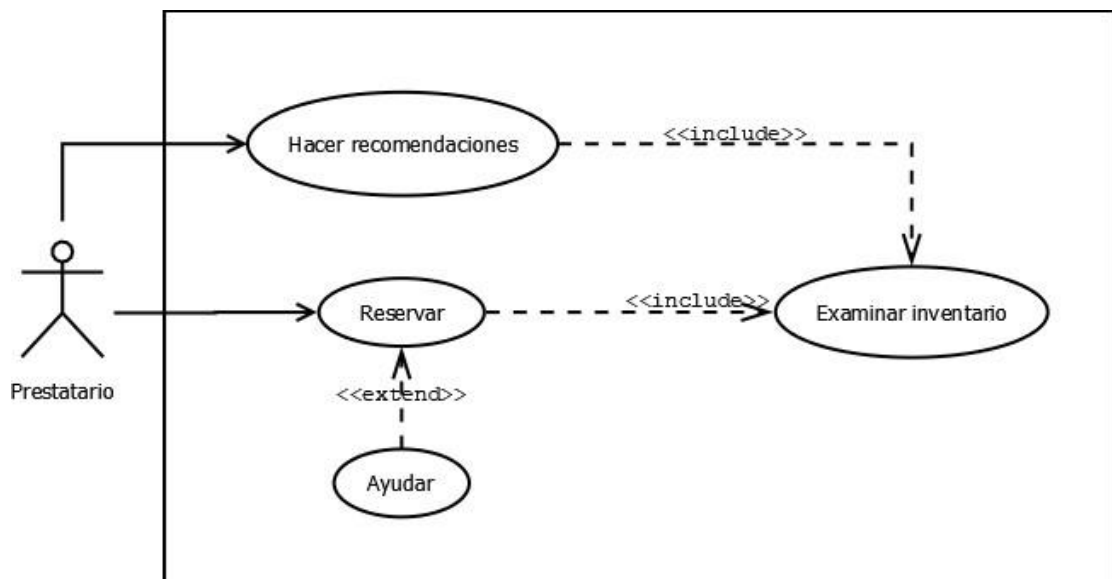 Hacer recomendaciones
<<include>>
Reservar
<<include>>
Examinar inventario
Prestatario
<<extend>>
Ayudar